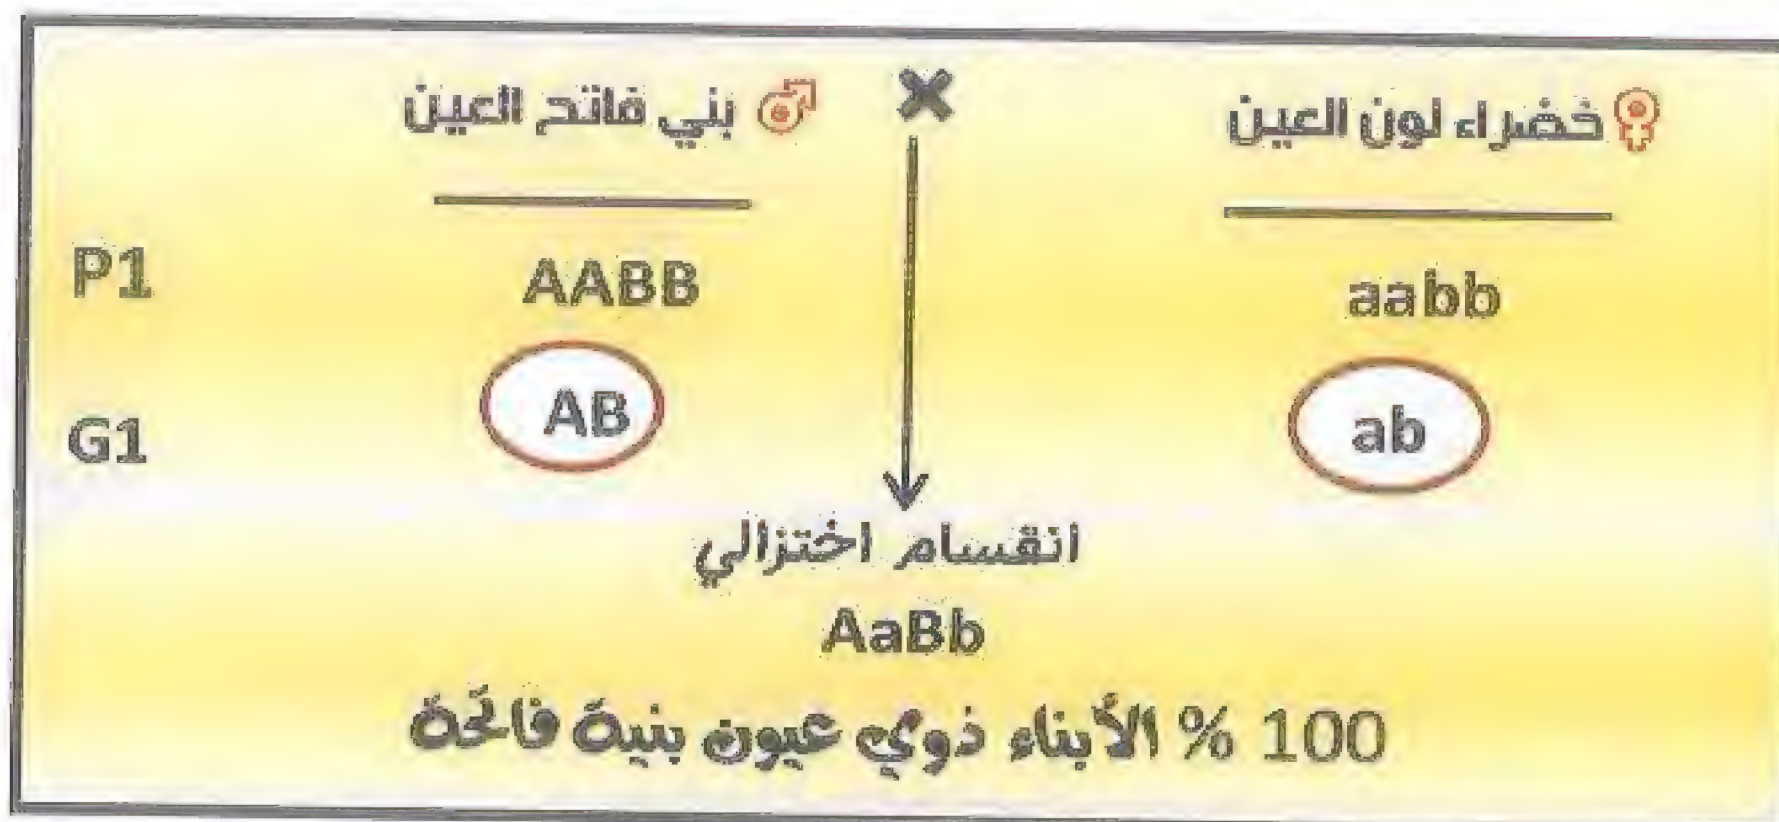 ♀ خضراء لون العين × ♂ بني فاتح العين
P1 AABB aabb
G1 AB ab
انقسام اختزالي
AaBb
100 % الأبناء ذوي عيون بنية فاتحة